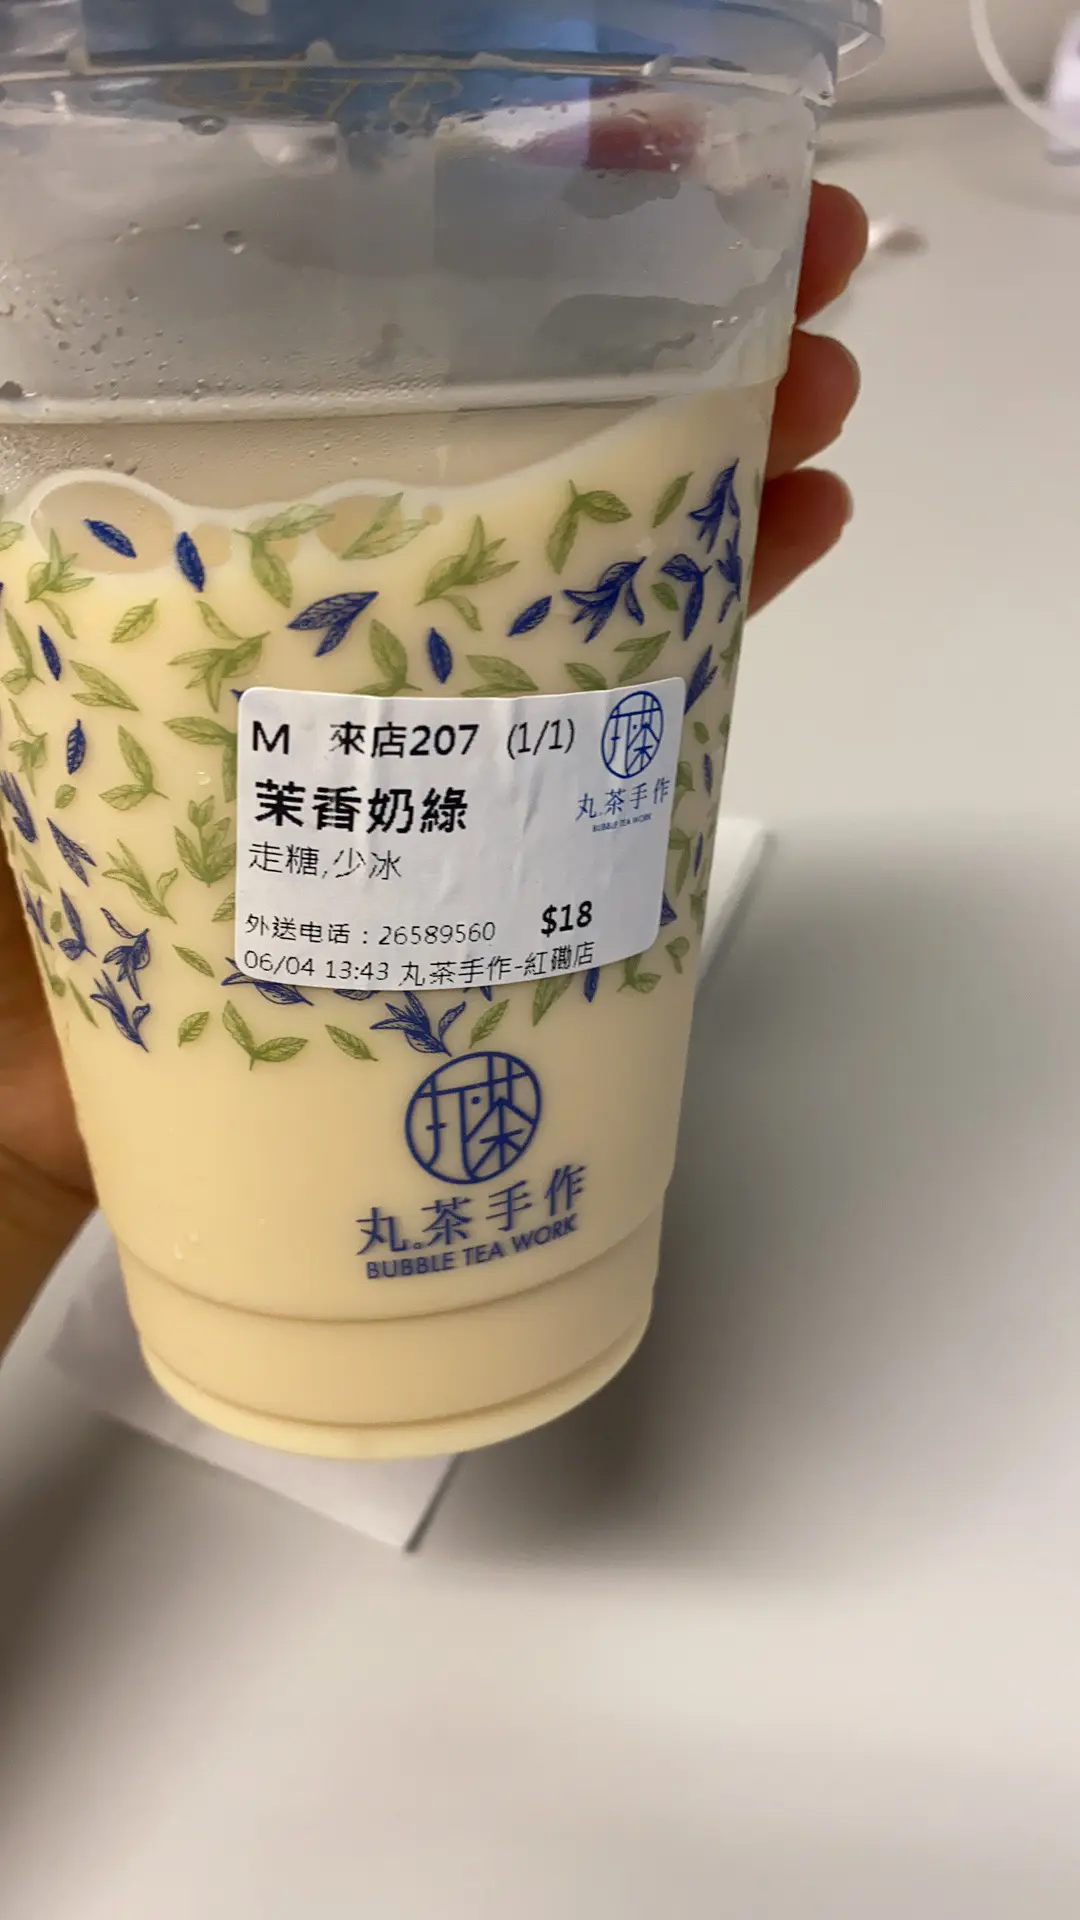 M 來店207 (1/1)
茉香奶綠
走糖,少冰
丸茶手作
BUBBLE TEA WORK
外送电话：26589560 $18
06/04 13:43 丸茶手作-紅磡店
丸茶
丸。茶手作
BUBBLE TEA WORK